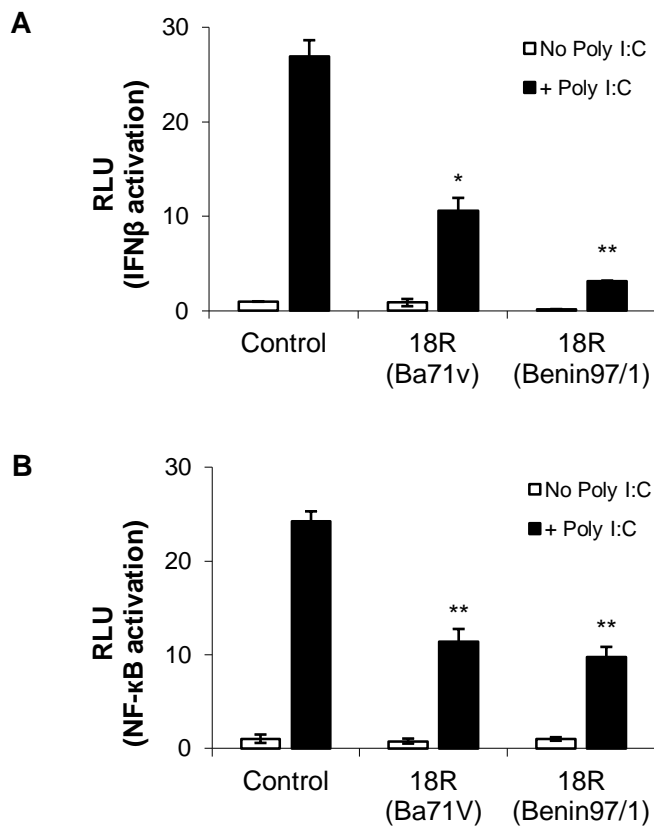 A
RLU
(IFNβ activation)
30
20
10
0
No Poly I:C
+ Poly I:C
*
**
Control
18R
(Ba71v)
18R
(Benin97/1)
B
RLU
(NF-κB activation)
30
20
10
0
No Poly I:C
+ Poly I:C
**
**
Control
18R
(Ba71V)
18R
(Benin97/1)